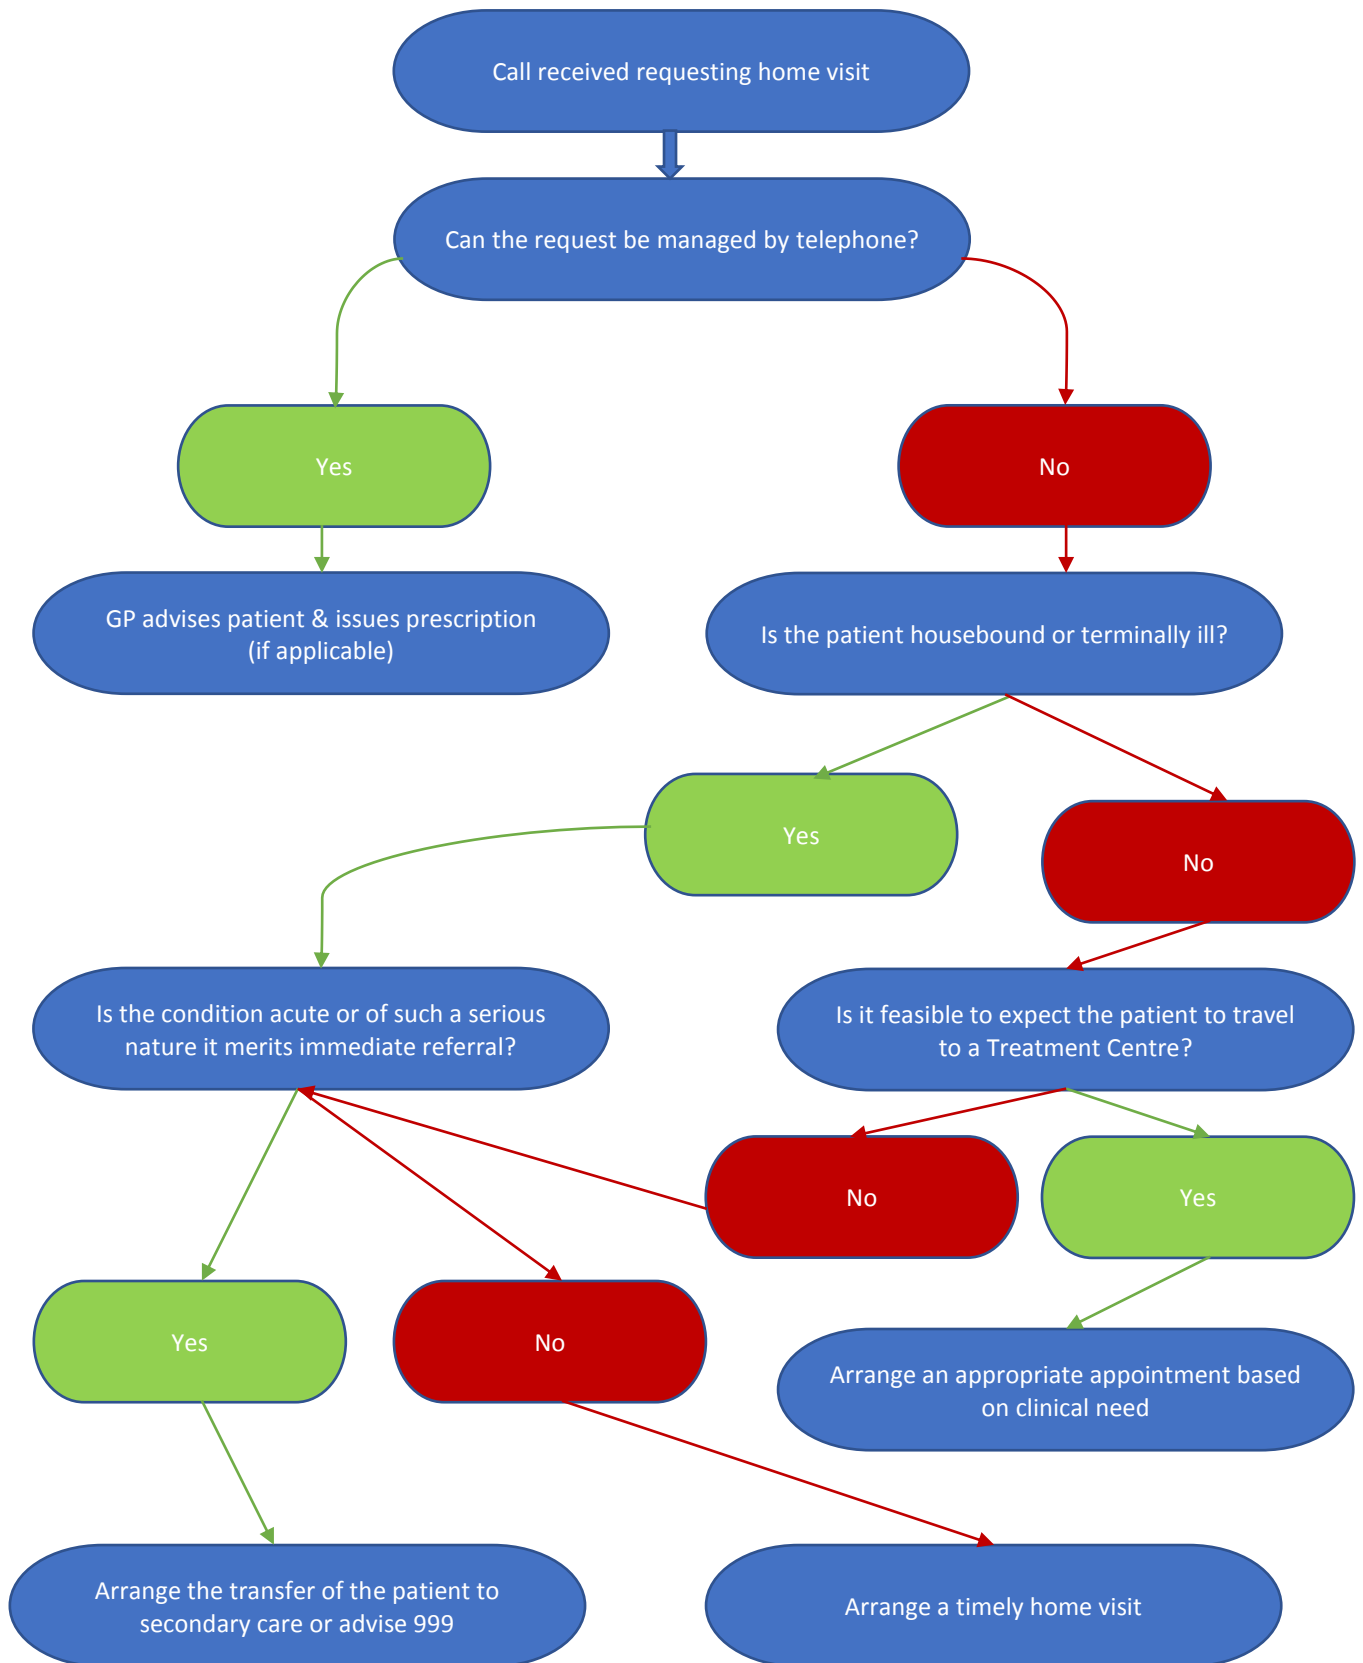 Call received requesting home visit
Can the request be managed by telephone?
Yes
No
GP advises patient & issues prescription
(if applicable)
Is the patient housebound or terminally ill?
Yes
No
Is the condition acute or of such a serious
nature it merits immediate referral?
Is it feasible to expect the patient to travel
to a Treatment Centre?
No
Yes
Yes
No
Arrange an appropriate appointment based
on clinical need
Arrange the transfer of the patient to
secondary care or advise 999
Arrange a timely home visit